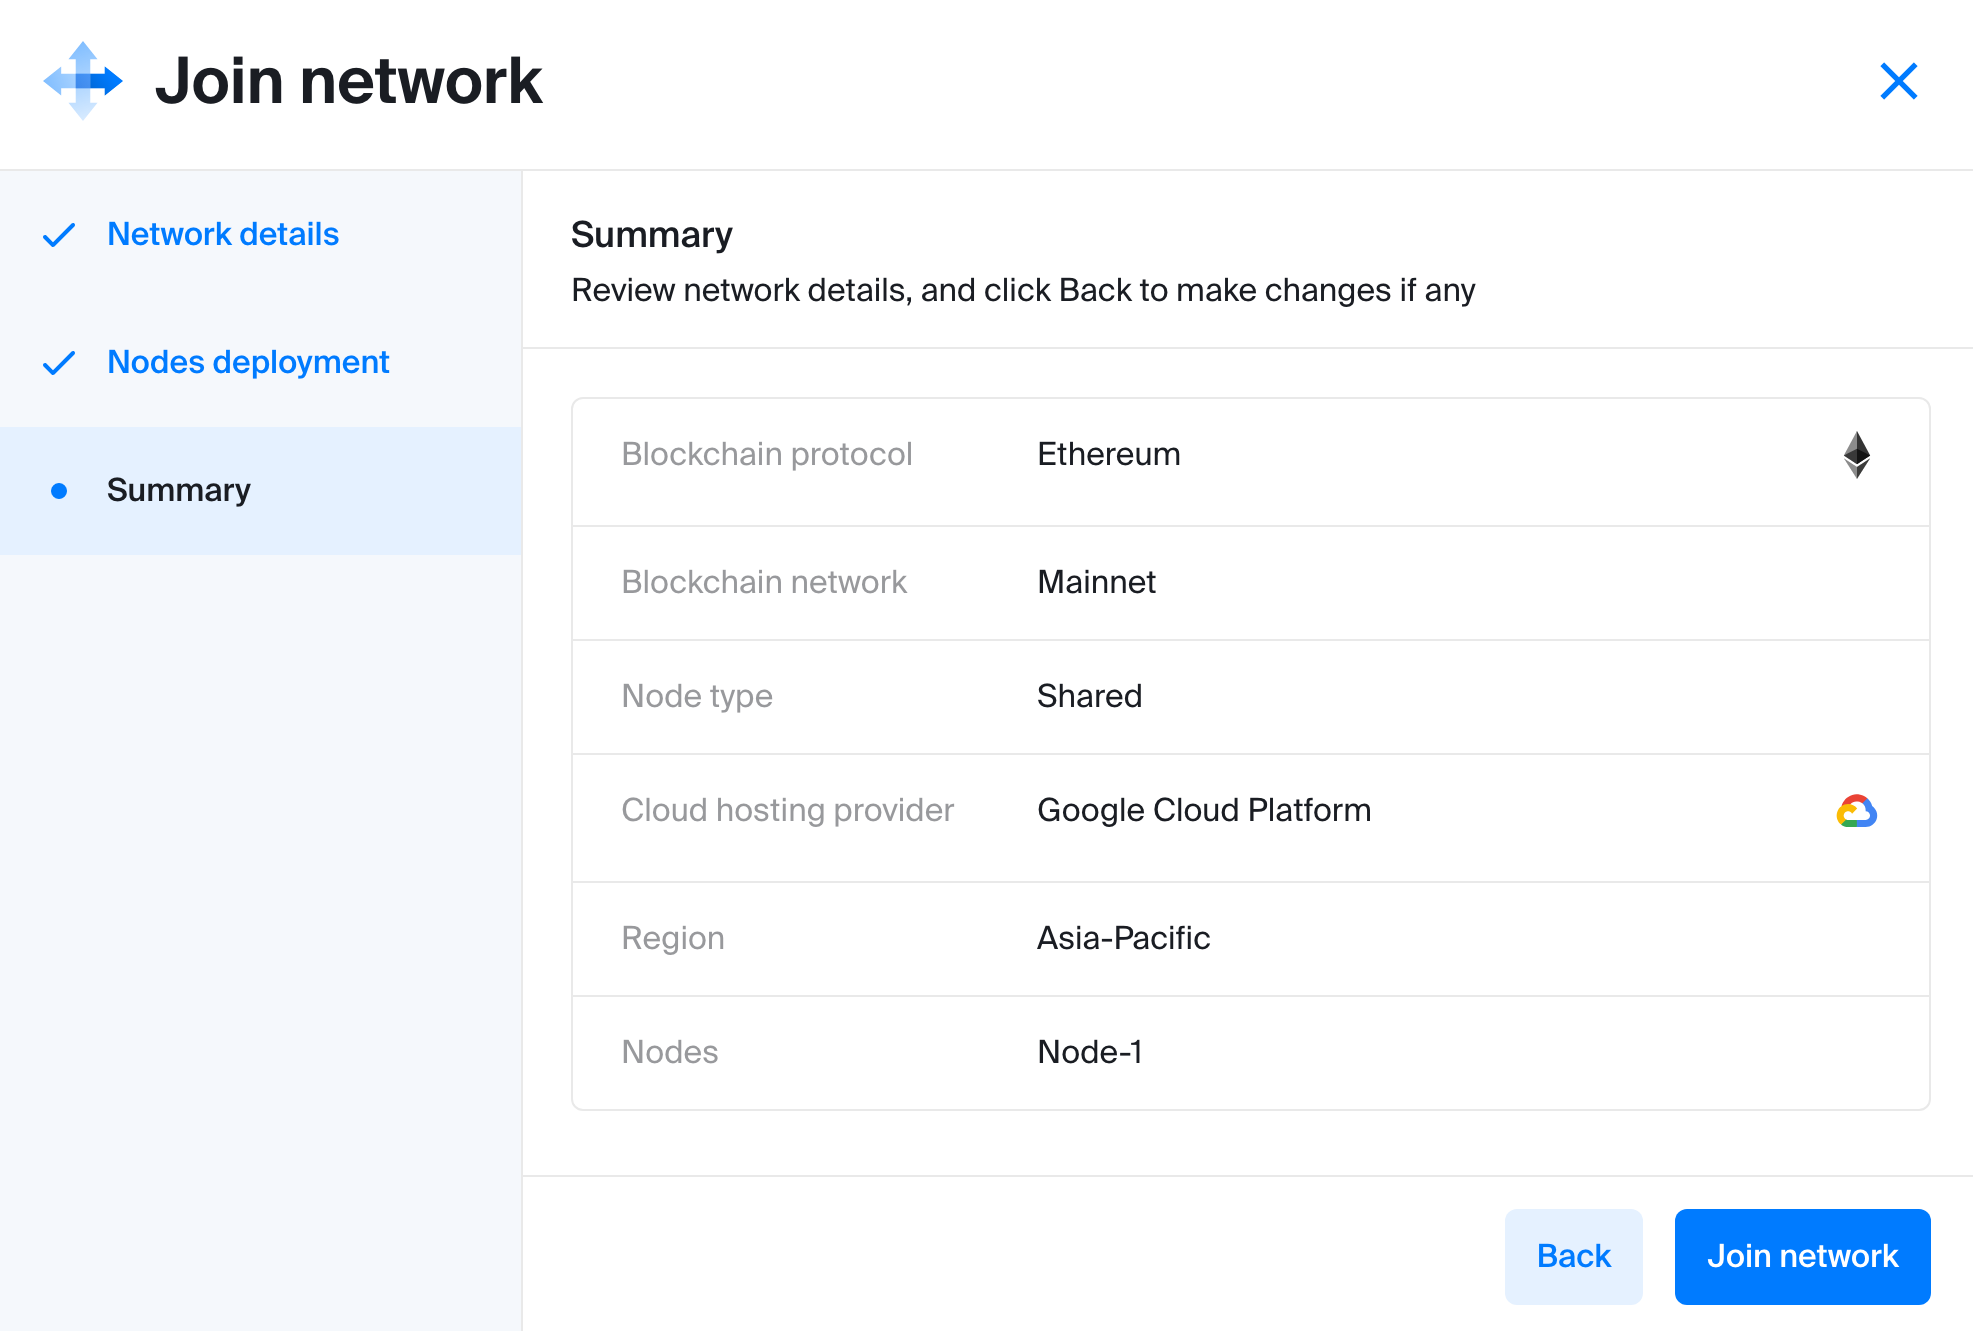 Join network
Network details
Nodes deployment
Summary
Summary
Review network details, and click Back to make changes if any
Blockchain protocol Ethereum
Blockchain network Mainnet
Node type Shared
Cloud hosting provider Google Cloud Platform
Region Asia-Pacific
Nodes Node-1
Back Join network